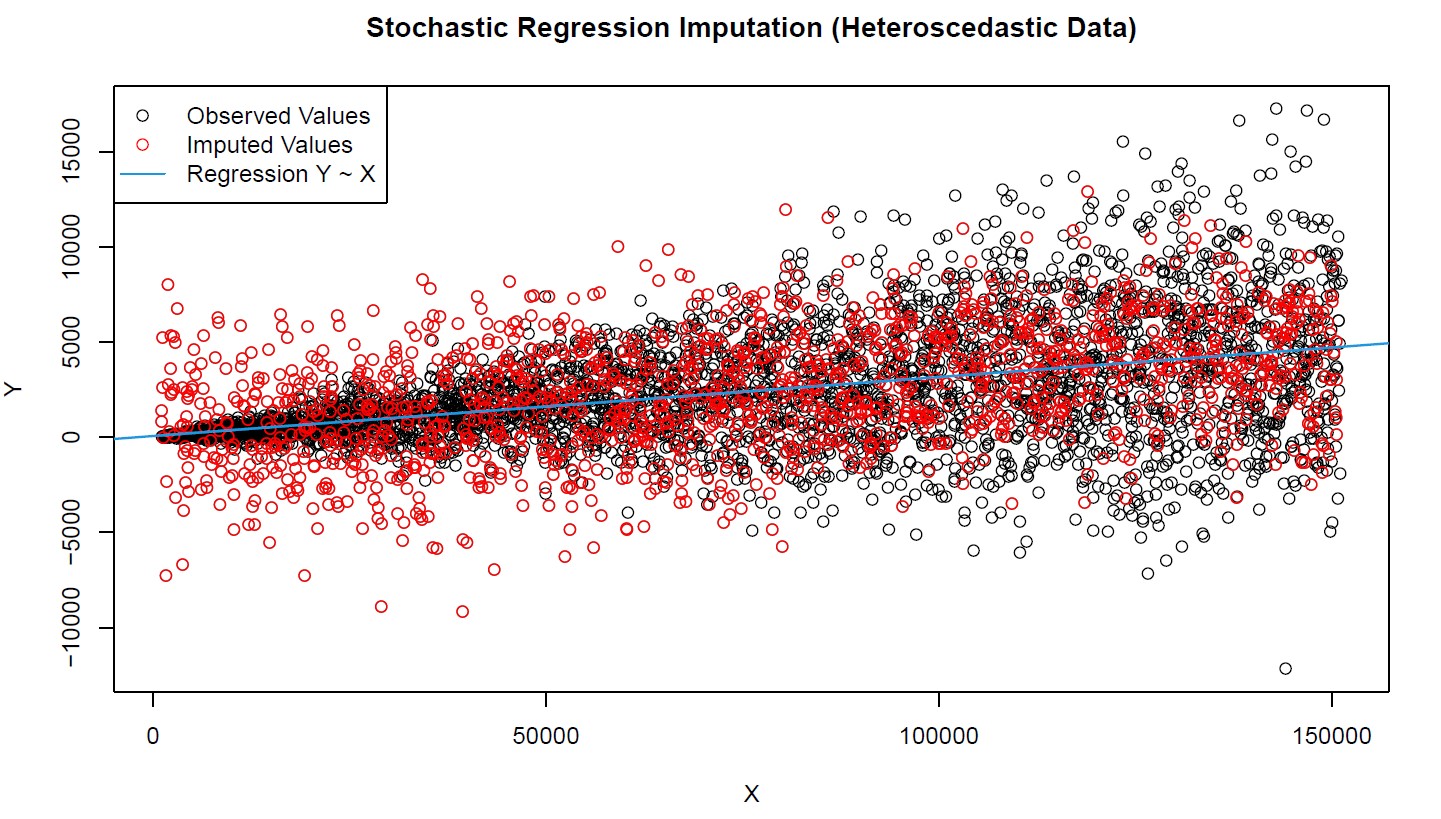 Stochastic Regression Imputation (Heteroscedastic Data)
Observed Values
Imputed Values
Regression Y ~ X
15000
10000
5000
0
−5000
−10000
Y
0 50000 100000 150000
X